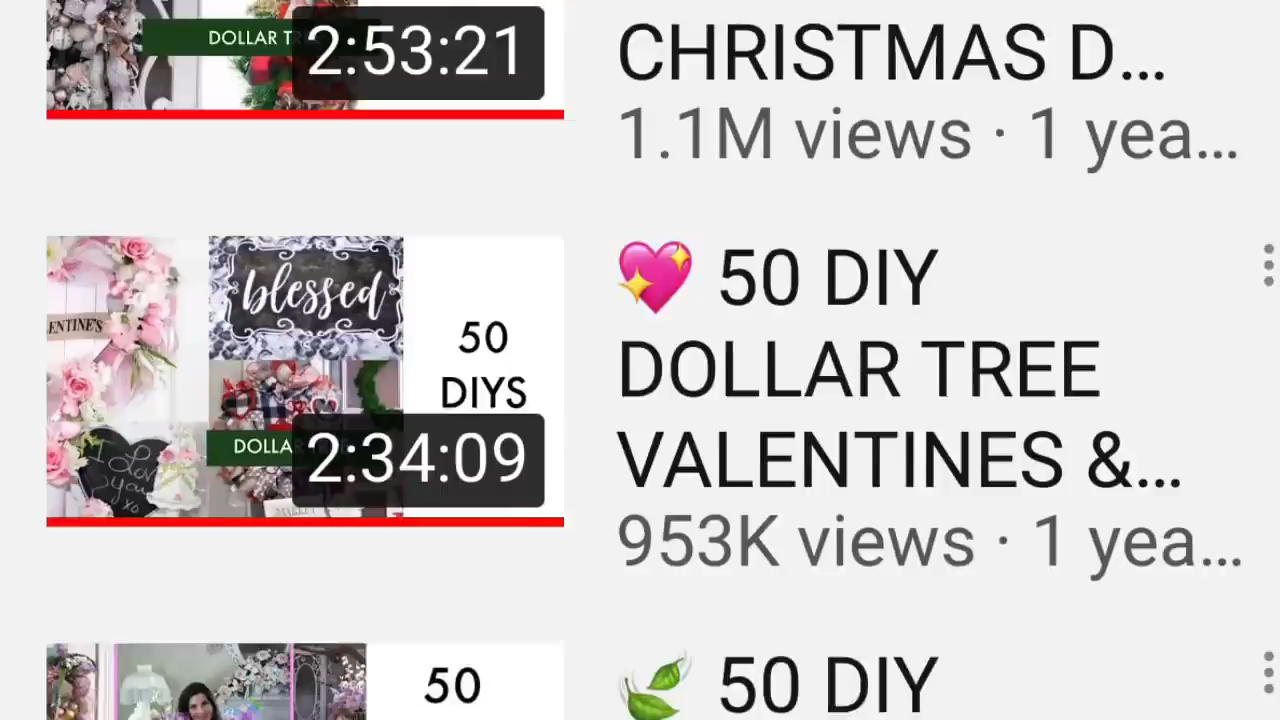 DOLLAR
2:53:21
CHRISTMAS D...
1.1M views · 1 yea...
ENTINE'S
blessed
50
DIYS
I Love
you
xo
DOLLA
2:34:09
💖 50 DIY
DOLLAR TREE
VALENTINES &...
953K views · 1 yea...
50
🍃 50 DIY